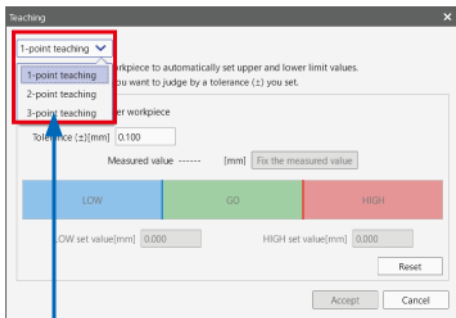 Teaching
1-point teaching
rkpiece to automatically set upper and lower limit values.
1-point teaching
ou want to judge by a tolerance (±) you set.
2-point teaching
3-point teaching er workpiece
Tolerance (±)[mm] 0.100
Measured value ------ [mm] Fix the measured value
LOW GO HIGH
LOW set value[mm] 0.000 HIGH set value[mm] 0.000
Reset
Accept Cancel